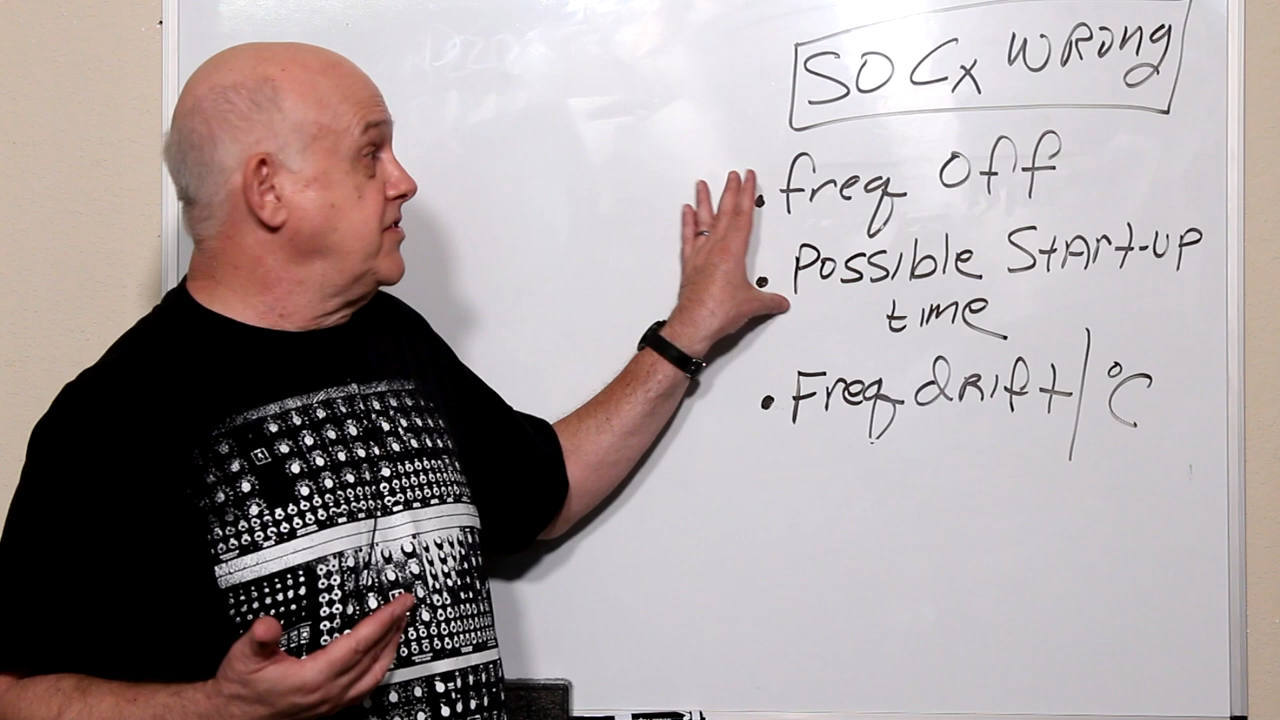 SOCx WRong
• freq off
• Possible Start-up
time
• Freq drift/°C